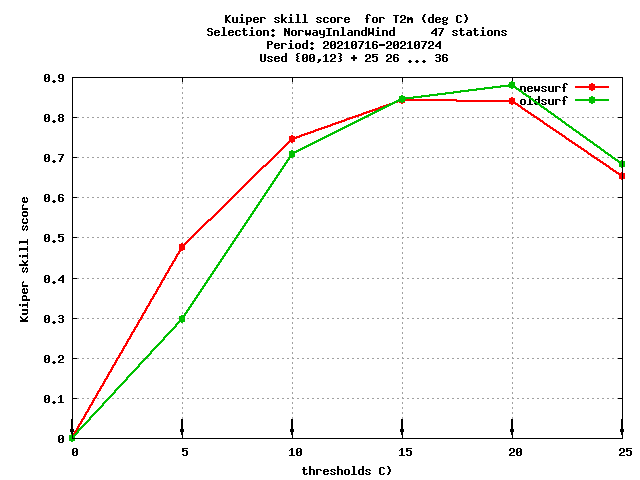 Kuiper skill score  for T2m (deg C)
Selection: NorwayInlandWind     47 stations
Period: 20210716-20210724
Used {00,12} + 25 26 ... 36
newsurf
oldsurf
0.9
0.8
0.7
0.6
0.5
0.4
0.3
0.2
0.1
0
Kuiper skill score
0 5 10 15 20 25
thresholds C)